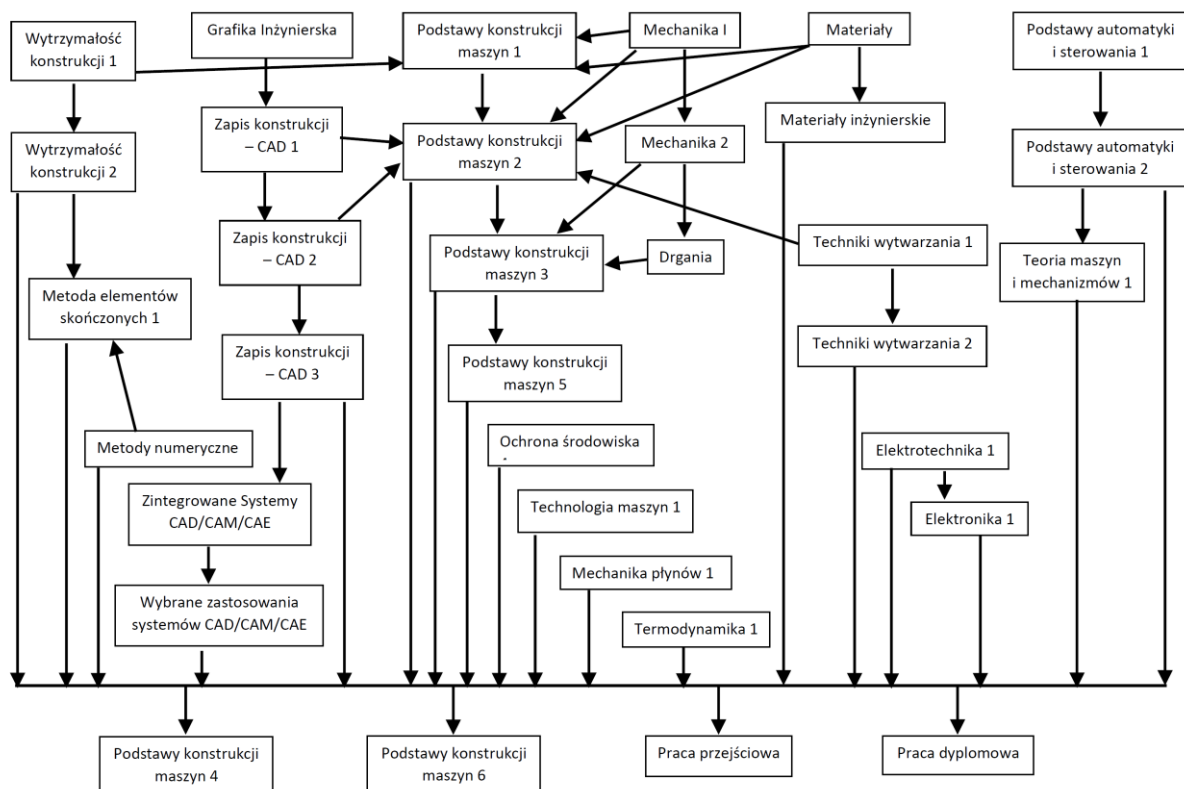 Wytrzymałość
konstrukcji 1
Grafika Inżynierska
Podstawy konstrukcji
maszyn 1
Mechanika I
Materiały
Podstawy automatyki
i sterowania 1
Zapis konstrukcji
– CAD 1
Podstawy konstrukcji
maszyn 2
Materiały inżynierskie
Wytrzymałość
konstrukcji 2
Mechanika 2
Podstawy automatyki
i sterowania 2
Zapis konstrukcji
– CAD 2
Podstawy konstrukcji
maszyn 3
Drgania
Techniki wytwarzania 1
Teoria maszyn
i mechanizmów 1
Metoda elementów
skończonych 1
Zapis konstrukcji
– CAD 3
Podstawy konstrukcji
maszyn 5
Techniki wytwarzania 2
Metody numeryczne
Ochrona środowiska
Elektrotechnika 1
Zintegrowane Systemy
CAD/CAM/CAE
Technologia maszyn 1
Elektronika 1
Mechanika płynów 1
Wybrane zastosowania
systemów CAD/CAM/CAE
Termodynamika 1
Podstawy konstrukcji
maszyn 4
Podstawy konstrukcji
maszyn 6
Praca przejściowa
Praca dyplomowa